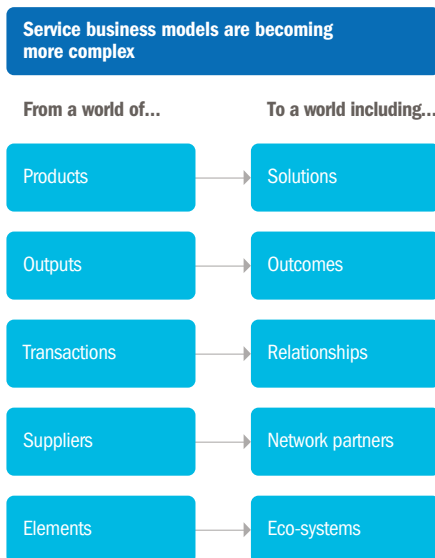 Service business models are becoming
more complex
From a world of...
To a world including...
Products
Solutions
Outputs
Outcomes
Transactions
Relationships
Suppliers
Network partners
Elements
Eco-systems